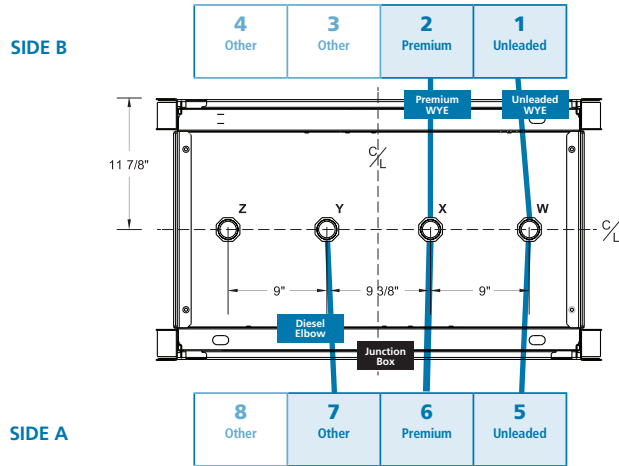 SIDE B
4
Other
3
Other
2
Premium
1
Unleaded
Premium
WYE
Unleaded
WYE
11 7/8"
C/L
Z
Y
X
W
C/L
9"
9 3/8"
9"
Diesel
Elbow
Junction
Box
SIDE A
8
Other
7
Other
6
Premium
5
Unleaded